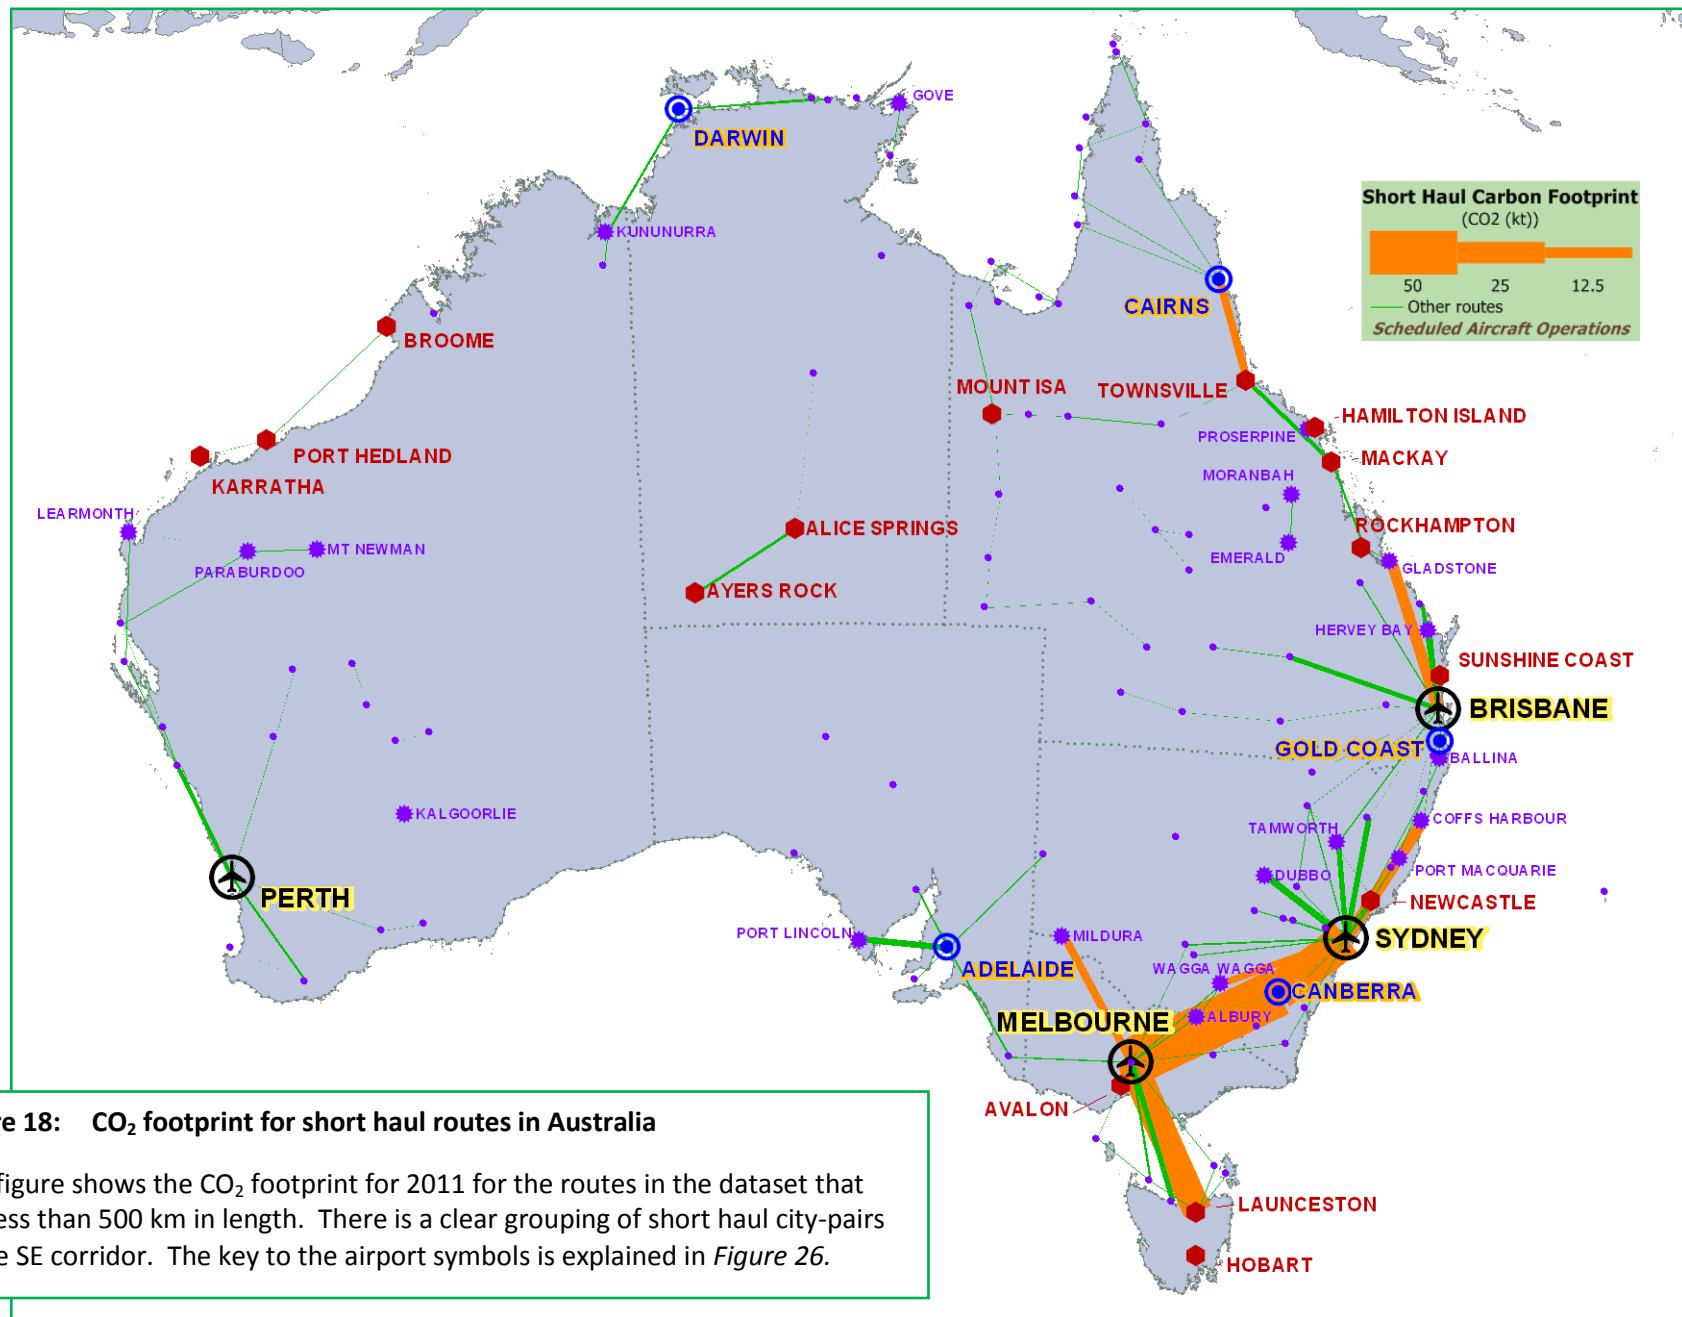 GOVE
DARWIN
Short Haul Carbon Footprint
(CO2 (kt))
50 25 12.5
Other routes
Scheduled Aircraft Operations
KUNUNURRA
CAIRNS
BROOME
MOUNT ISA
TOWNSVILLE
HAMILTON ISLAND
PROSERPINE
PORT HEDLAND
MACKAY
KARRATHA
MORANBAH
LEARMONTH
ALICE SPRINGS
ROCKHAMPTON
MT NEWMAN
EMERALD
PARABURDOO
GLADSTONE
AYERS ROCK
HERVEY BAY
SUNSHINE COAST
BRISBANE
GOLD COAST
BALLINA
KALGOORLIE
COFFS HARBOUR
TAMWORTH
PORT MACQUARIE
DUBBO
PERTH
NEWCASTLE
PORT LINCOLN
MILDURA
SYDNEY
ADELAIDE
WAGGA WAGGA
CANBERRA
MELBOURNE
ALBURY
AVALON
LAUNCESTON
HOBART
re 18: CO₂ footprint for short haul routes in Australia
figure shows the CO₂ footprint for 2011 for the routes in the dataset that
ess than 500 km in length. There is a clear grouping of short haul city-pairs
e SE corridor. The key to the airport symbols is explained in Figure 26.